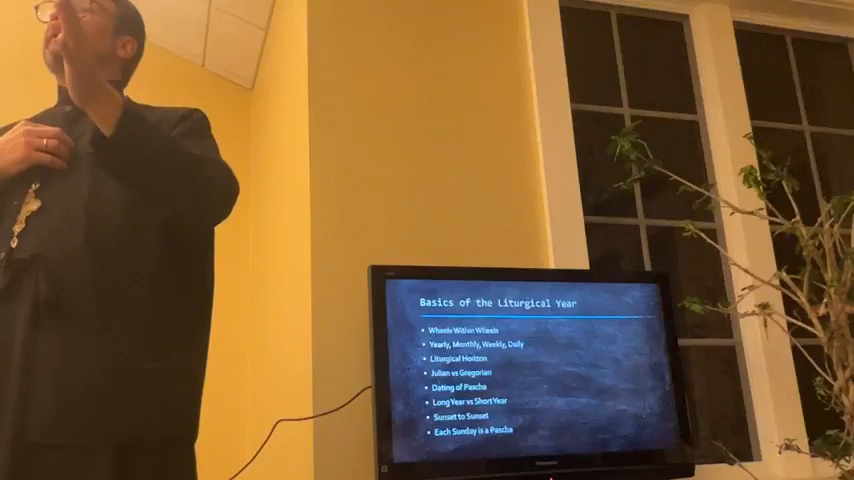 Basics of the Liturgical Year
Wheels Within Wheels
Yearly, Monthly, Weekly, Daily
Liturgical Horizon
Julian vs Gregorian
Dating of Pascha
Long Year vs Short Year
Sunset to Sunset
Each Sunday is a Pascha
Panasonic